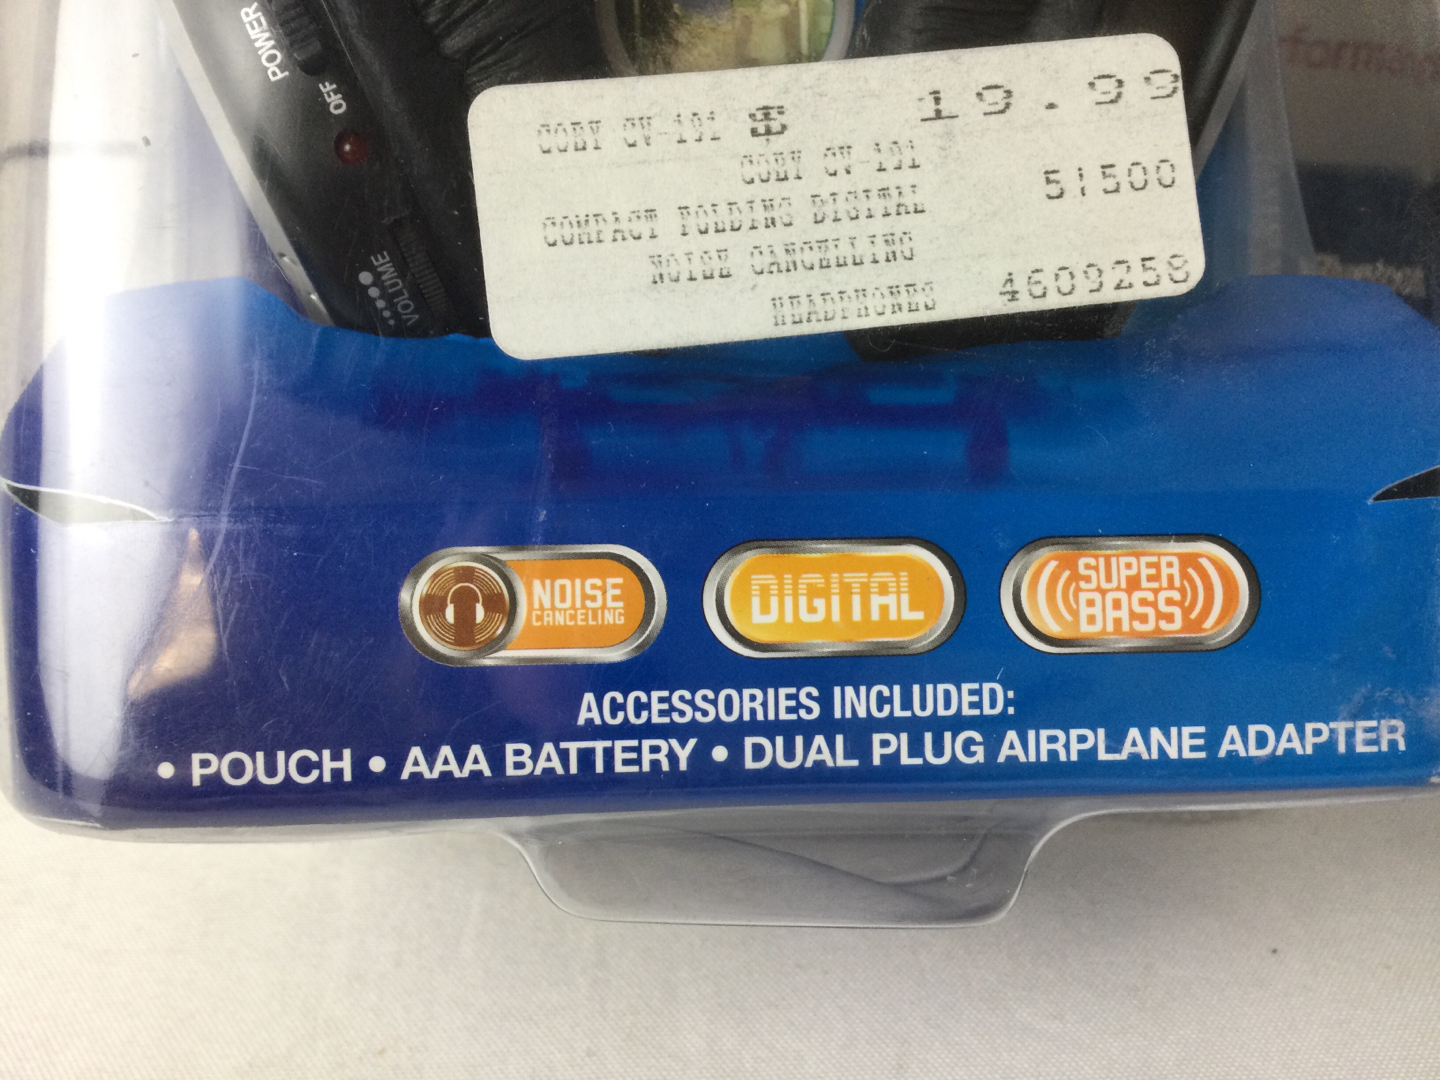 POWER
OFF
VOLUME
COBY CV-191 $ 19.99
COBY CV-191
COMPACT FOLDING DIGITAL 51500
NOISE CANCELLING
HEADPHONES 4609258
NOISE
CANCELING
DIGITAL
SUPER
BASS
ACCESSORIES INCLUDED:
• POUCH • AAA BATTERY • DUAL PLUG AIRPLANE ADAPTER